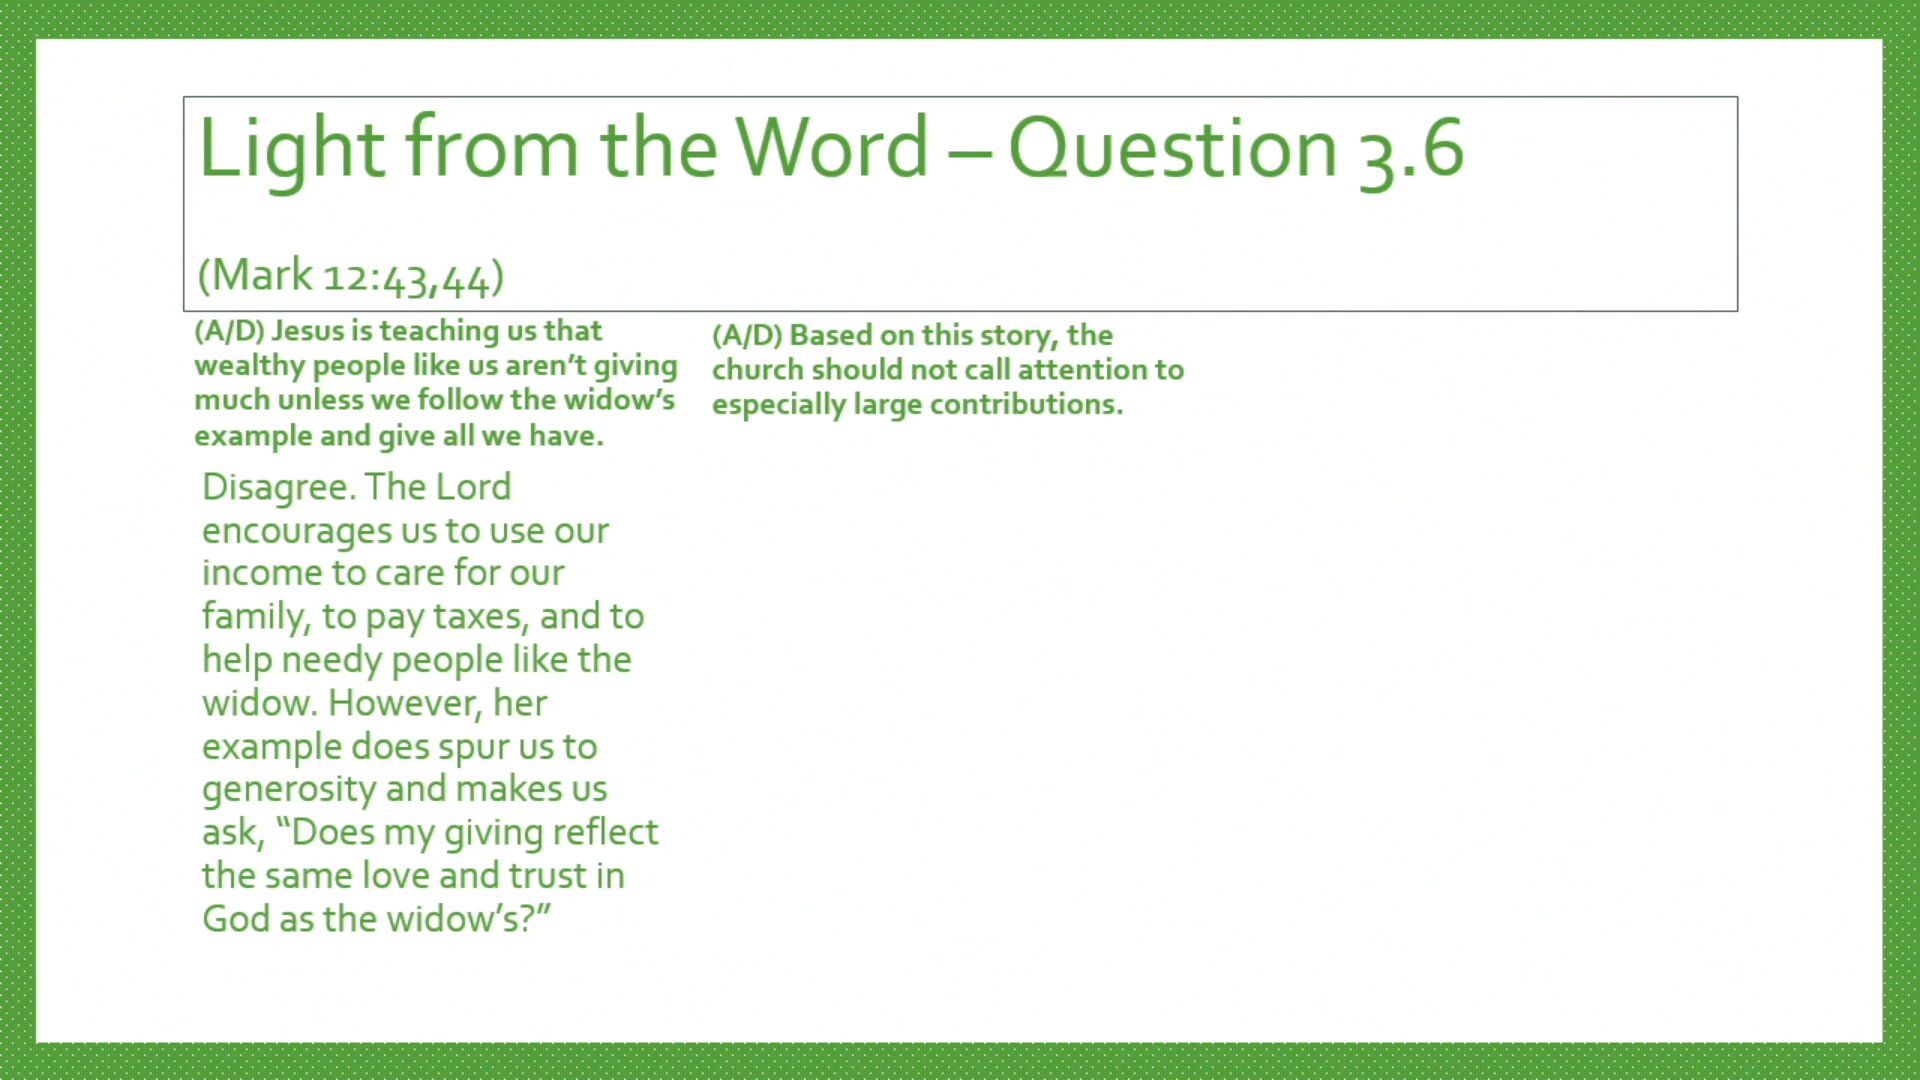 Light from the Word – Question 3.6
(Mark 12:43,44)
(A/D) Jesus is teaching us that
wealthy people like us aren’t giving
much unless we follow the widow’s
example and give all we have.
Disagree. The Lord
encourages us to use our
income to care for our
family, to pay taxes, and to
help needy people like the
widow. However, her
example does spur us to
generosity and makes us
ask, “Does my giving reflect
the same love and trust in
God as the widow’s?”
(A/D) Based on this story, the
church should not call attention to
especially large contributions.